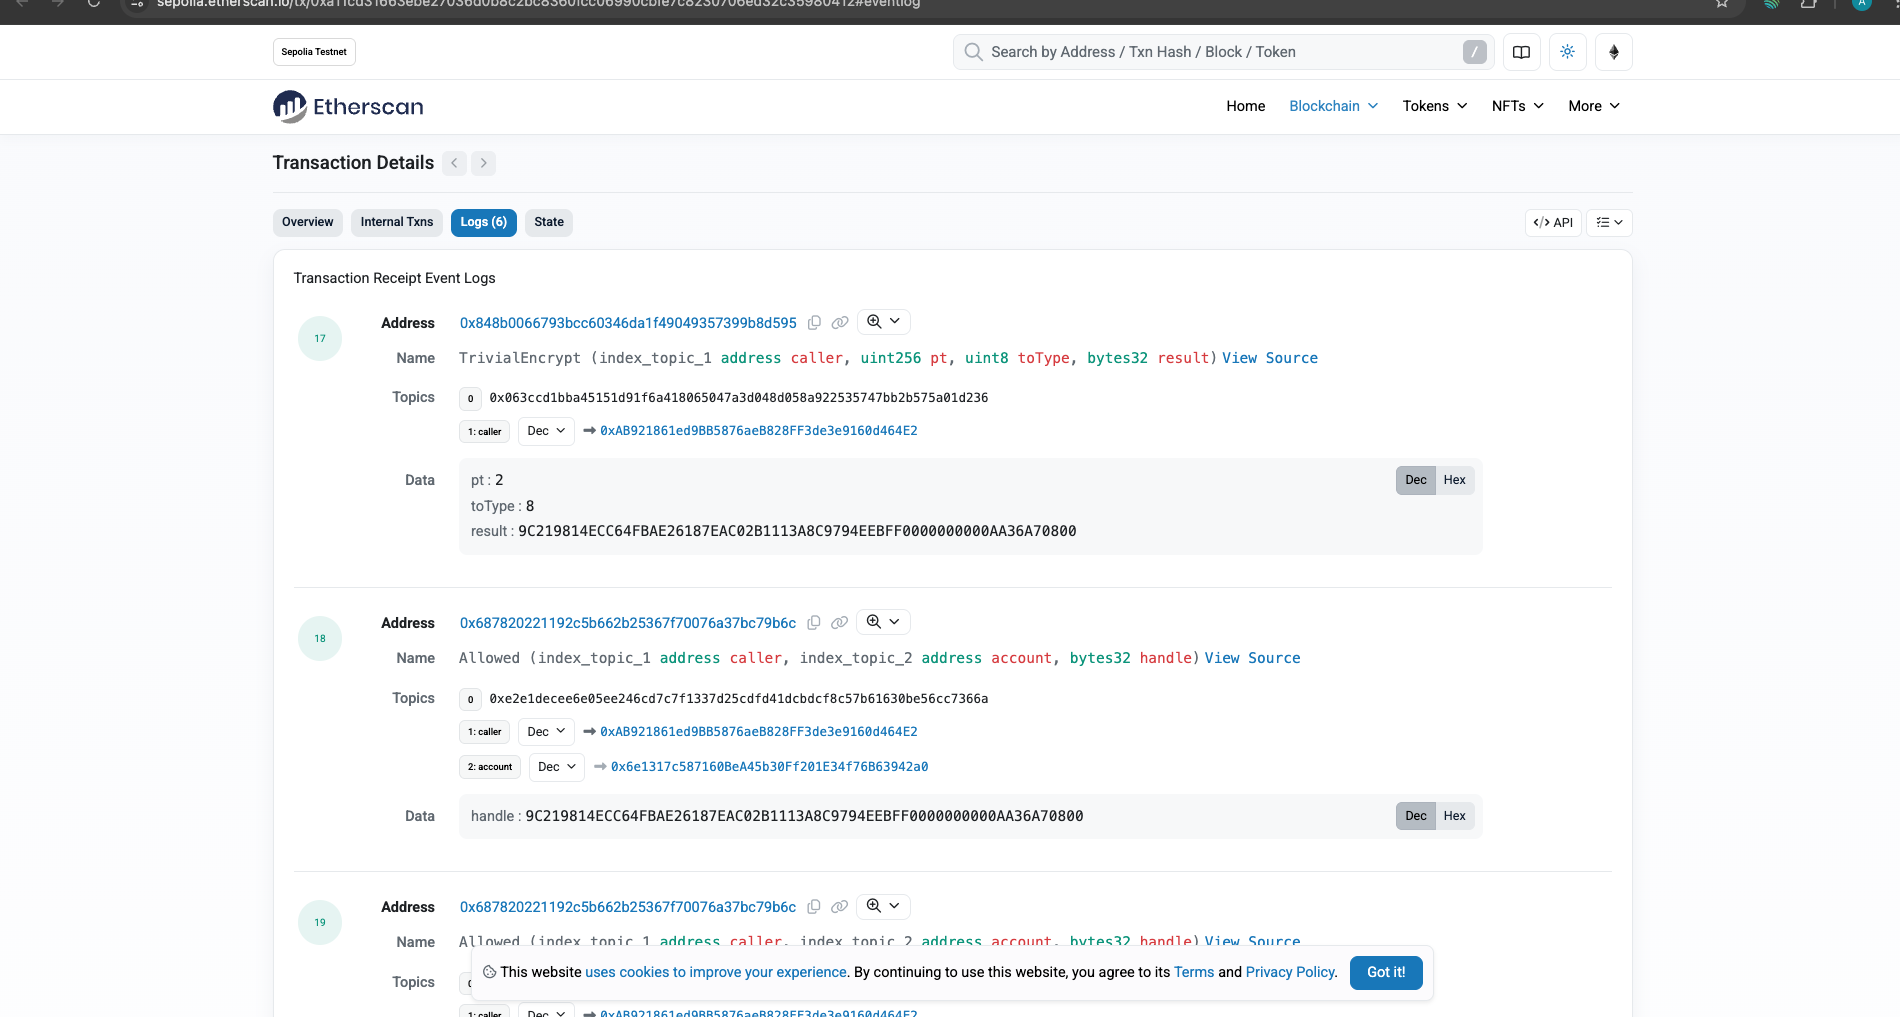 Sepolia Testnet
Search by Address / Txn Hash / Block / Token
/
Etherscan
Home
Blockchain
Tokens
NFTs
More
Transaction Details
Overview
Internal Txns
Logs (6)
State
</> API
Transaction Receipt Event Logs
17
Address
0x848b0066793bcc60346da1f49049357399b8d595
Name
TrivialEncrypt (index_topic_1 address caller, uint256 pt, uint8 toType, bytes32 result) View Source
Topics
0
0x063ccd1bba45151d91f6a418065047a3d048d058a922535747bb2b575a01d236
1: caller
Dec
0xAB921861ed9BB5876aeB828FF3de3e9160d464E2
Data
pt : 2
toType : 8
result : 9C219814ECC64FBAE26187EAC02B1113A8C9794EEBFF0000000000AA36A70800
Dec
Hex
18
Address
0x687820221192c5b662b25367f70076a37bc79b6c
Name
Allowed (index_topic_1 address caller, index_topic_2 address account, bytes32 handle) View Source
Topics
0
0xe2e1decee6e05ee246cd7c7f1337d25cdfd41dcbdcf8c57b61630be56cc7366a
1: caller
Dec
0xAB921861ed9BB5876aeB828FF3de3e9160d464E2
2: account
Dec
0x6e1317c587160BeA45b30Ff201E34f76B63942a0
Data
handle : 9C219814ECC64FBAE26187EAC02B1113A8C9794EEBFF0000000000AA36A70800
Dec
Hex
19
Address
0x687820221192c5b662b25367f70076a37bc79b6c
Name
Allowed (index_topic_1 address caller, index_topic_2 address account, bytes32 handle) View Source
Topics
This website uses cookies to improve your experience. By continuing to use this website, you agree to its Terms and Privacy Policy.
Got it!
1: caller
Dec
0xAB921861ed9BB5876aeB828FF3de3e9160d464E2